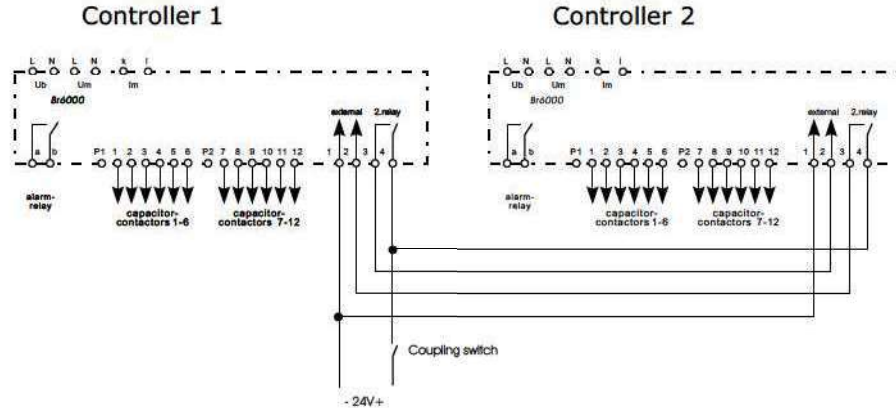 Controller 1
Controller 2
L N L N k l
Ub Um Im
Br6000
external 2.relay
a b P1 1 2 3 4 5 6 P2 7 8 9 10 11 12 1 2 3 4
alarm-
relay
capacitor-
contactors 1-6
capacitor-
contactors 7-12
L N L N k l
Ub Um Im
Br6000
external 2.relay
a b P1 1 2 3 4 5 6 P2 7 8 9 10 11 12 1 2 3 4
alarm-
relay
capacitor-
contactors 1-6
capacitor-
contactors 7-12
Coupling switch
- 24V+